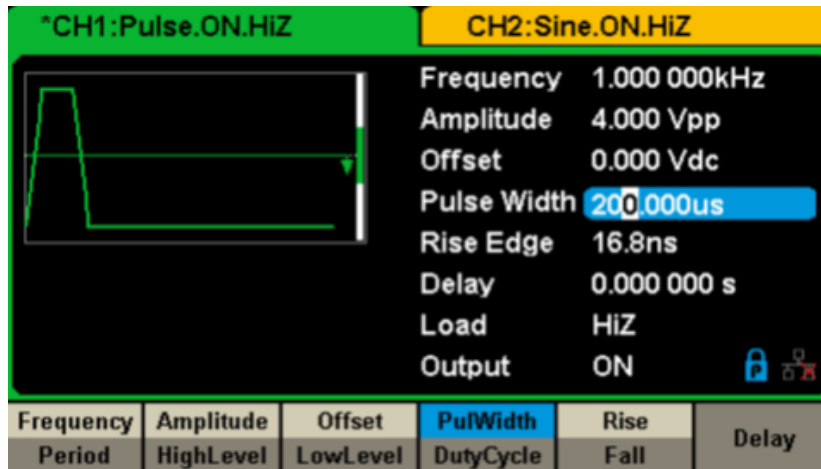 *CH1:Pulse.ON.HiZ CH2:Sine.ON.HiZ
Frequency 1.000 000kHz
Amplitude 4.000 Vpp
Offset 0.000 Vdc
Pulse Width 200.000us
Rise Edge 16.8ns
Delay 0.000 000 s
Load HiZ
Output ON
Frequency Amplitude Offset PulWidth Rise Delay
Period HighLevel LowLevel DutyCycle Fall